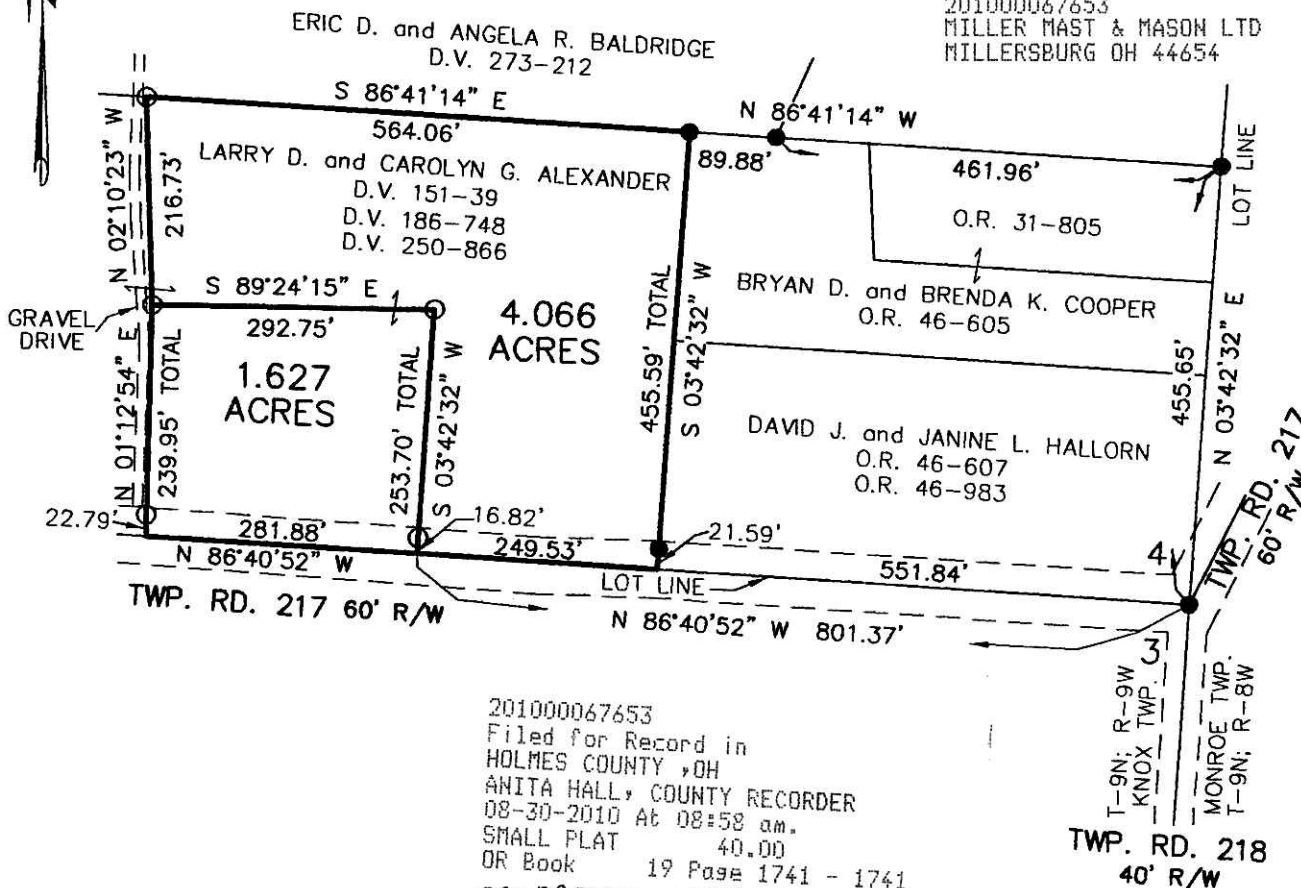 201000067653
MILLER MAST & MASON LTD
MILLERSBURG OH 44654
ERIC D. and ANGELA R. BALDRIDGE
D.V. 273-212
S 86°41'14" E
564.06'
N 86°41'14" W
89.88'
461.96'
LOT LINE
N 02°10'23" W
216.73'
LARRY D. and CAROLYN G. ALEXANDER
D.V. 151-39
D.V. 186-748
D.V. 250-866
O.R. 31-805
S 89°24'15" E
292.75'
GRAVEL
DRIVE
4.066
ACRES
455.59' TOTAL
S 03°42'32" W
BRYAN D. and BRENDA K. COOPER
O.R. 46-605
455.65'
N 03°42'32" E
N 01°12'54" E
239.95' TOTAL
1.627
ACRES
253.70' TOTAL
S 03°42'32" W
DAVID J. and JANINE L. HALLORN
O.R. 46-607
O.R. 46-983
TWP. RD. 217
60' R/W
22.79'
281.88'
16.82'
249.53'
21.59'
551.84'
4
N 86°40'52" W
LOT LINE
TWP. RD. 217 60' R/W
N 86°40'52" W 801.37'
3
T-9N; R-9W
KNOX TWP.
MONROE TWP.
T-9N; R-8W
TWP. RD. 218
40' R/W
201000067653
Filed for Record in
HOLMES COUNTY ,OH
ANITA HALL, COUNTY RECORDER
08-30-2010 At 08:58 am.
SMALL PLAT 40.00
OR Book 19 Page 1741 - 1741